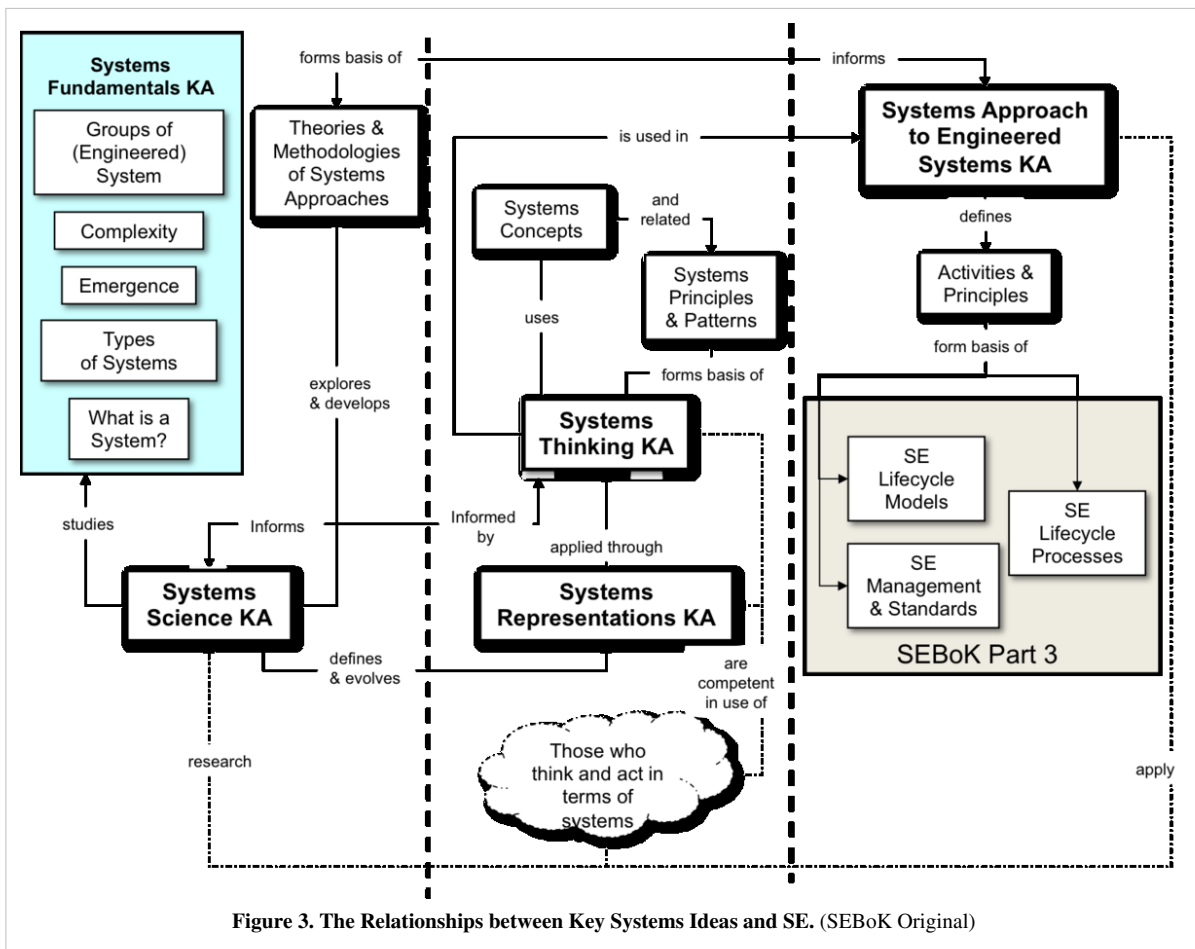 Systems
Fundamentals KA
Groups of
(Engineered)
System
Complexity
Emergence
Types
of Systems
What is a
System?
studies
forms basis of
Theories &
Methodologies
of Systems
Approaches
explores
& develops
Informs
Systems
Science KA
defines
& evolves
research
informs
is used in
Systems
Concepts
and
related
Systems
Principles
& Patterns
uses
forms basis of
Systems
Thinking KA
Informed
by
applied through
Systems
Representations KA
are
competent
in use of
Those who
think and act in
terms of
systems
Systems Approach
to Engineered
Systems KA
defines
Activities &
Principles
form basis of
SE
Lifecycle
Models
SE
Lifecycle
Processes
SE
Management
& Standards
SEBoK Part 3
apply
Figure 3. The Relationships between Key Systems Ideas and SE. (SEBoK Original)